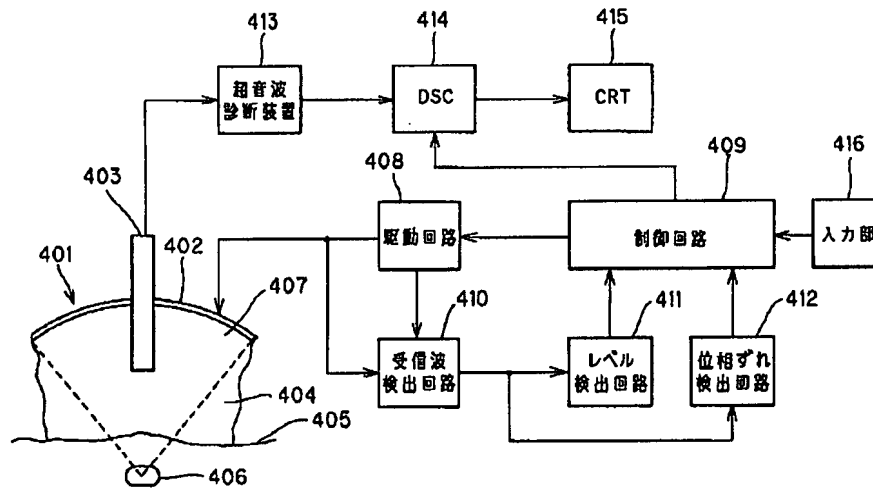 413
414
415
超音波
診断装置
DSC
CRT
403
408
409
416
401
402
駆動回路
制御回路
入力部
407
410
411
412
受信波
検出回路
レベル
検出回路
位相ずれ
検出回路
404
405
406